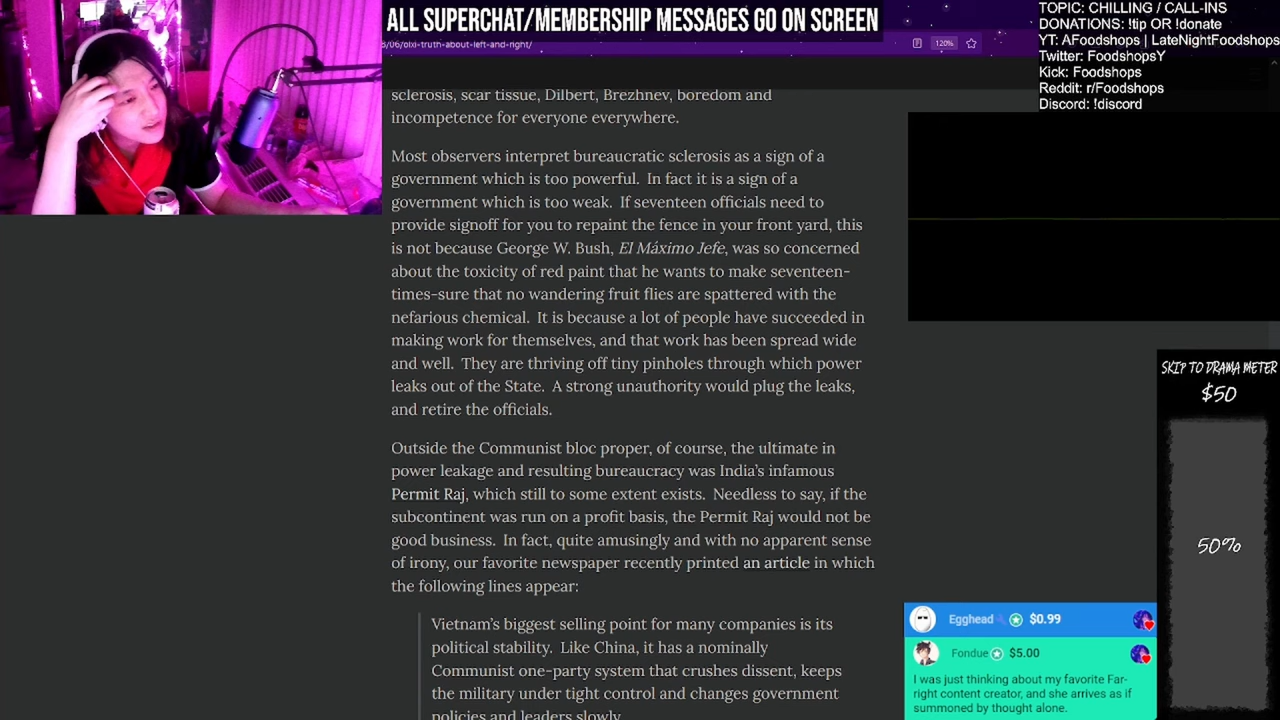 ALL SUPERCHAT/MEMBERSHIP MESSAGES GO ON SCREEN
TOPIC: CHILLING / CALL-INS
DONATIONS: !tip OR !donate
YT: AFoodshops | LateNightFoodshops
Twitter: FoodshopsY
Kick: Foodshops
Reddit: r/Foodshops
Discord: !discord
/06/olxi-truth-about-left-and-right/
120%
sclerosis, scar tissue, Dilbert, Brezhnev, boredom and
incompetence for everyone everywhere.
Most observers interpret bureaucratic sclerosis as a sign of a
government which is too powerful. In fact it is a sign of a
government which is too weak. If seventeen officials need to
provide signoff for you to repaint the fence in your front yard, this
is not because George W. Bush, El Máximo Jefe, was so concerned
about the toxicity of red paint that he wants to make seventeen-
times-sure that no wandering fruit flies are spattered with the
nefarious chemical. It is because a lot of people have succeeded in
making work for themselves, and that work has been spread wide
and well. They are thriving off tiny pinholes through which power
leaks out of the State. A strong unauthority would plug the leaks,
and retire the officials.
Outside the Communist bloc proper, of course, the ultimate in
power leakage and resulting bureaucracy was India's infamous
Permit Raj, which still to some extent exists. Needless to say, if the
subcontinent was run on a profit basis, the Permit Raj would not be
good business. In fact, quite amusingly and with no apparent sense
of irony, our favorite newspaper recently printed an article in which
the following lines appear:
Vietnam's biggest selling point for many companies is its
political stability. Like China, it has a nominally
Communist one-party system that crushes dissent, keeps
the military under tight control and changes government
policies and leaders slowly.
SKIP TO DRAMA METER
$50
50%
Egghead $0.99
Fondue $5.00
I was just thinking about my favorite Far-
right content creator, and she arrives as if
summoned by thought alone.